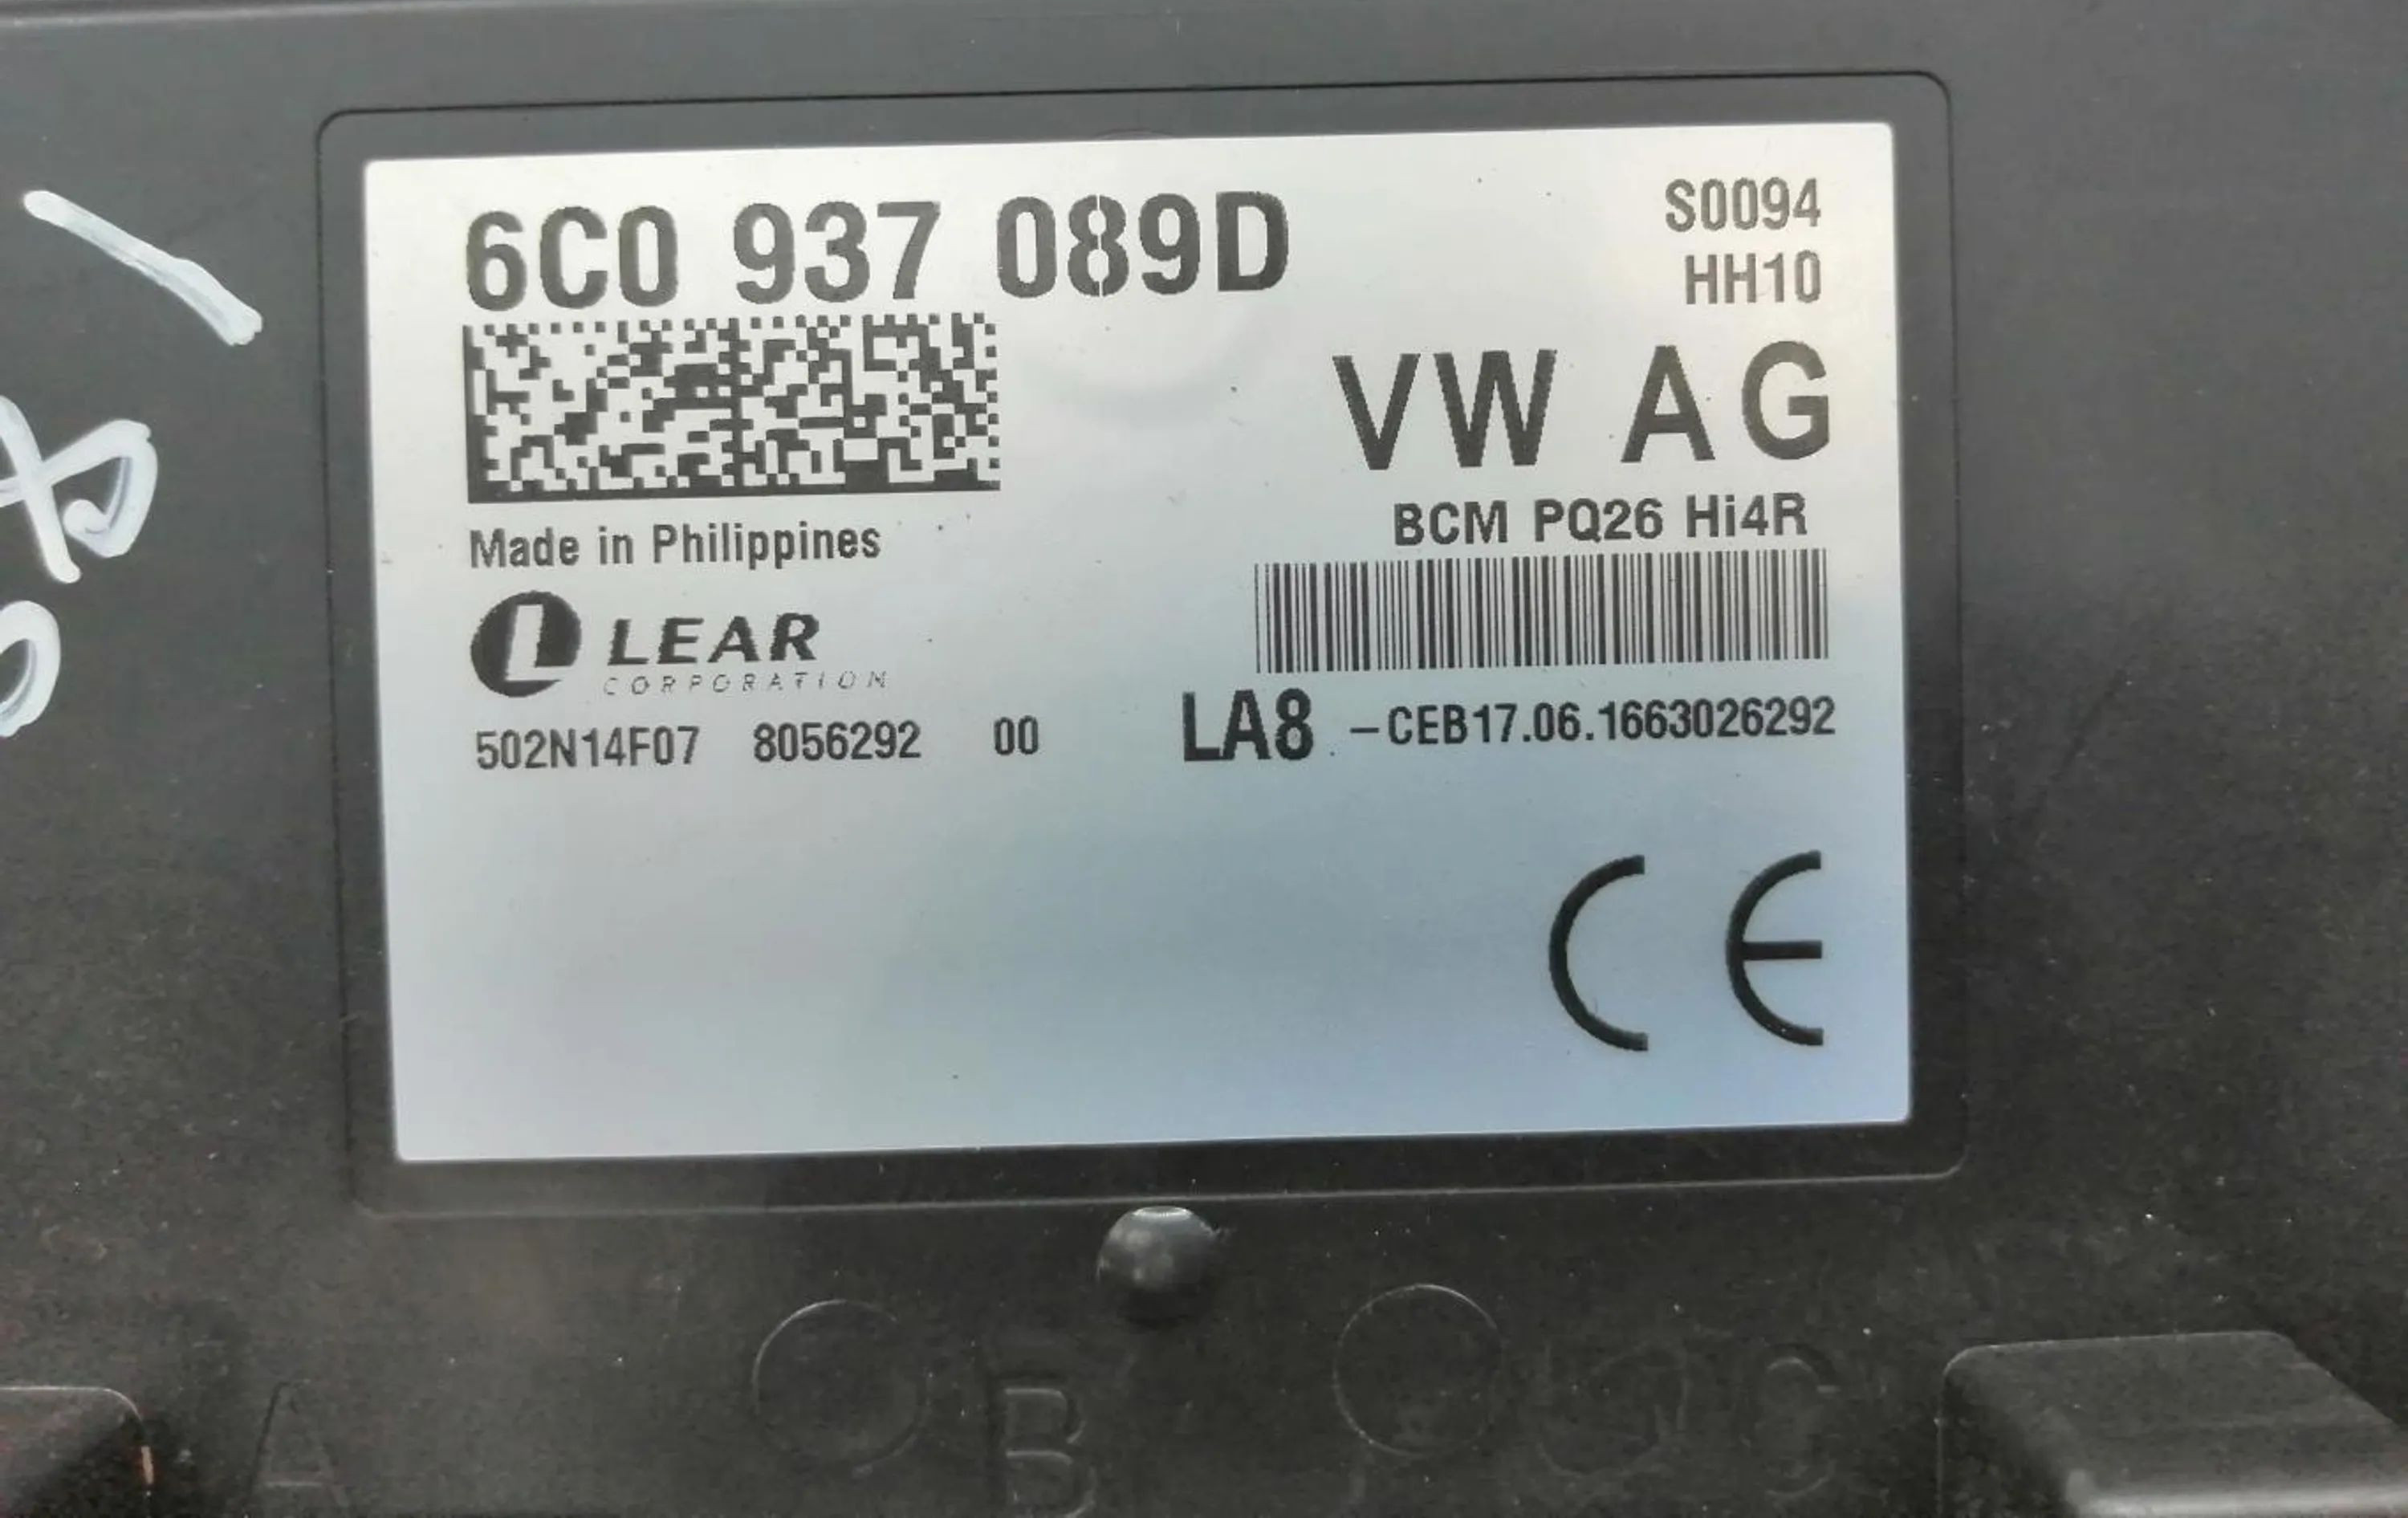 6C0 937 089D
S0094
HH10
VW AG
BCM PQ26 Hi4R
Made in Philippines
LEAR
CORPORATION
502N14F07 8056292 00
LA8 -CEB17.06.1663026292
CE
A B C